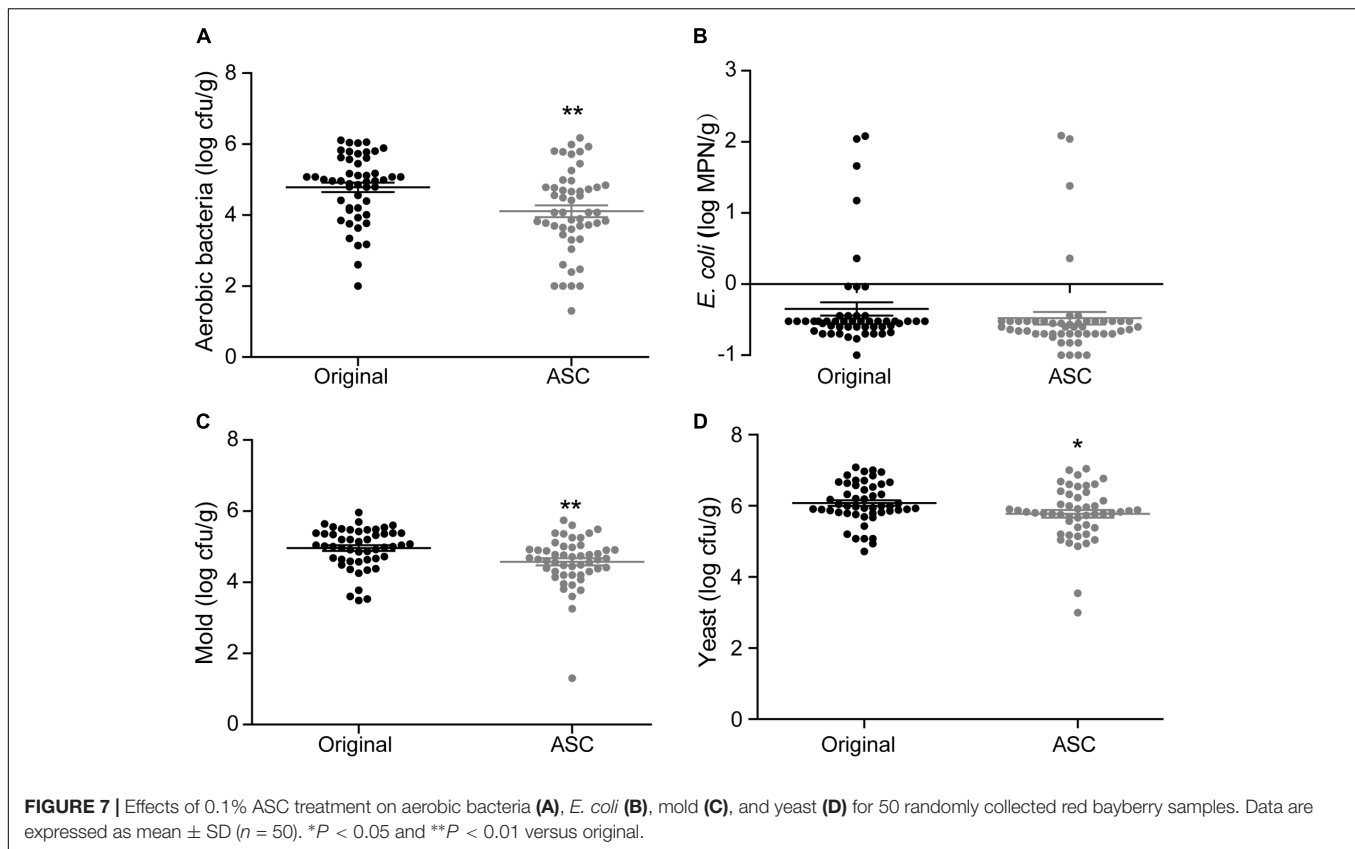 A
Aerobic bacteria (log cfu/g)
8
6
4
2
0
**
Original
ASC
B
E. coli (log MPN/g)
3
2
1
0
-1
Original
ASC
C
Mold (log cfu/g)
8
6
4
2
0
**
Original
ASC
D
Yeast (log cfu/g)
8
6
4
2
0
*
Original
ASC
FIGURE 7 | Effects of 0.1% ASC treatment on aerobic bacteria (A), E. coli (B), mold (C), and yeast (D) for 50 randomly collected red bayberry samples. Data are
expressed as mean ± SD (n = 50). *P < 0.05 and **P < 0.01 versus original.